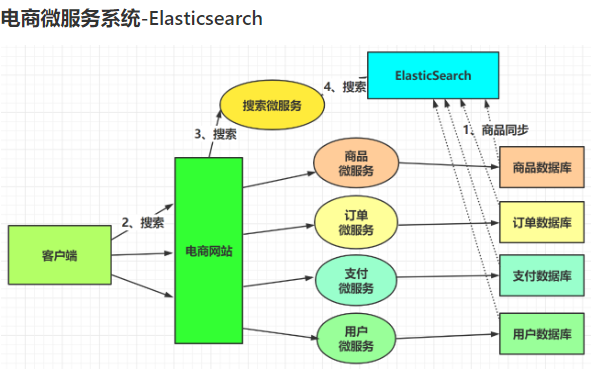 电商微服务系统-Elasticsearch
ElasticSearch
4、搜索
搜索微服务
3、搜索
1、商品同步
商品
微服务
商品数据库
2、搜索
订单
微服务
订单数据库
客户端
电商网站
支付
微服务
支付数据库
用户
微服务
用户数据库